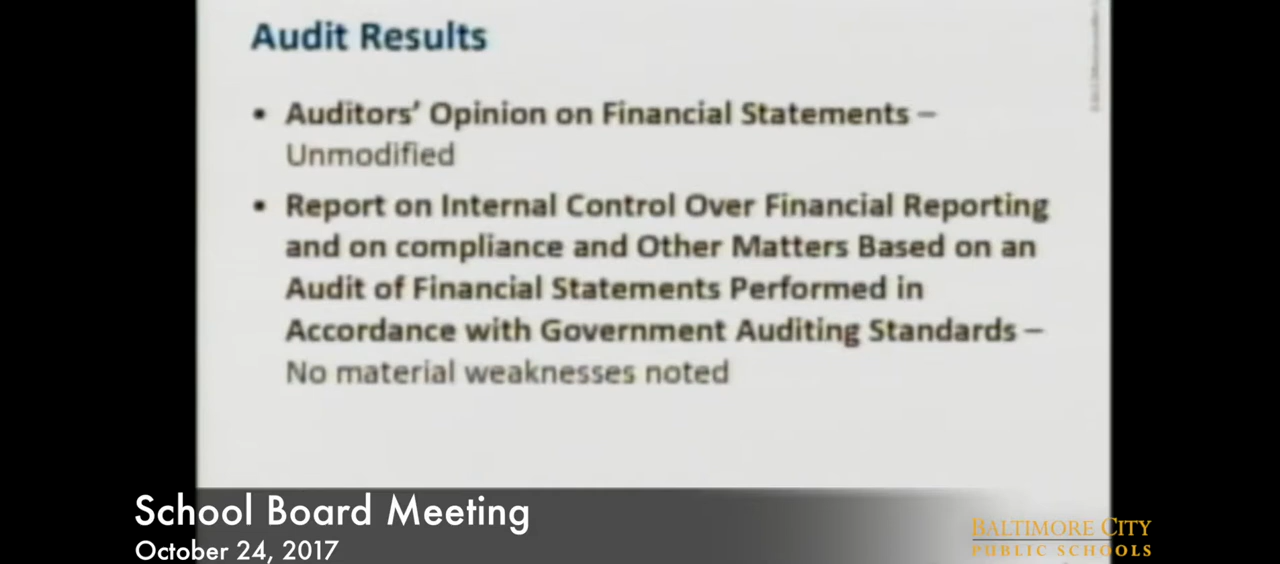 Audit Results
• Auditors’ Opinion on Financial Statements –
Unmodified
• Report on Internal Control Over Financial Reporting
and on compliance and Other Matters Based on an
Audit of Financial Statements Performed in
Accordance with Government Auditing Standards –
No material weaknesses noted
School Board Meeting
October 24, 2017
BALTIMORE CITY
PUBLIC SCHOOLS